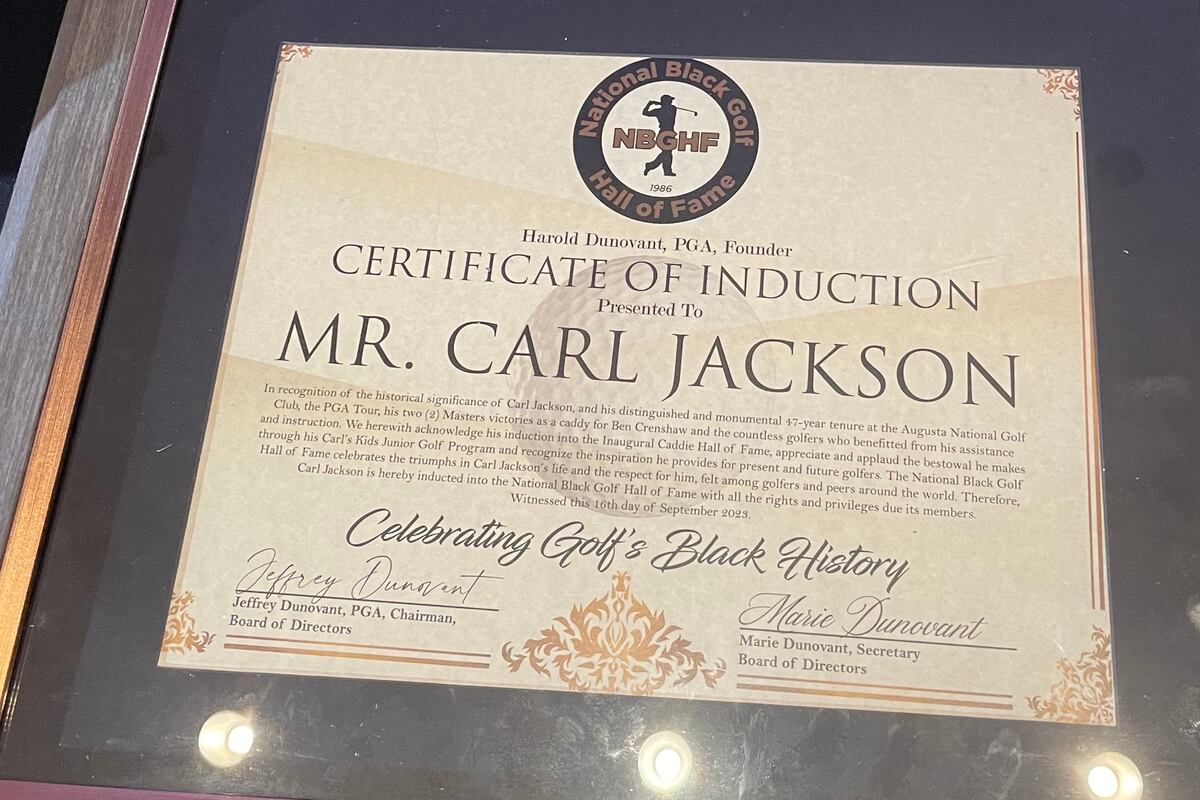 National Black Golf
NBGHF
1986
Hall of Fame
Harold Dunovant, PGA, Founder
CERTIFICATE OF INDUCTION
Presented To
MR. CARL JACKSON
In recognition of the historical significance of Carl Jackson, and his distinguished and monumental 47-year tenure at the Augusta National Golf
Club, the PGA Tour, his two (2) Masters victories as a caddy for Ben Crenshaw and the countless golfers who benefitted from his assistance
and instruction. We herewith acknowledge his induction into the Inaugural Caddie Hall of Fame, appreciate and applaud the bestowal he makes
through his Carl's Kids Junior Golf Program and recognize the inspiration he provides for present and future golfers. The National Black Golf
Hall of Fame celebrates the triumphs in Carl Jackson's life and the respect for him, felt among golfers and peers around the world. Therefore,
Carl Jackson is hereby inducted into the National Black Golf Hall of Fame with all the rights and privileges due its members.
Witnessed this 16th day of September 2023.
Celebrating Golf's Black History
Jeffrey Dunovant
Jeffrey Dunovant, PGA, Chairman,
Board of Directors
Marie Dunovant
Marie Dunovant, Secretary
Board of Directors